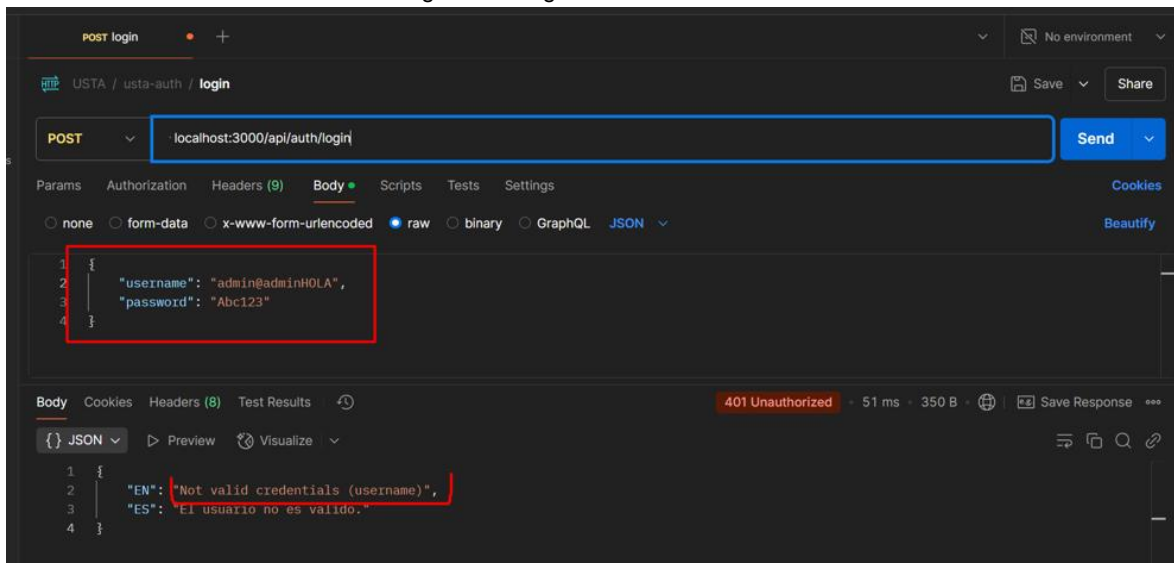 POST login +
No environment
HTTP USTA / usta-auth / login
Save Share
POST localhost:3000/api/auth/login Send
s
Params Authorization Headers (9) Body Scripts Tests Settings Cookies
none form-data x-www-form-urlencoded raw binary GraphQL JSON Beautify
1 {
2 "username": "admin@adminHOLA",
3 "password": "Abc123"
4 }
Body Cookies Headers (8) Test Results 401 Unauthorized 51 ms 350 B e.g. Save Response
{} JSON Preview Visualize
1 {
2 "EN": "Not valid credentials (username)",
3 "ES": "El usuario no es valido."
4 }